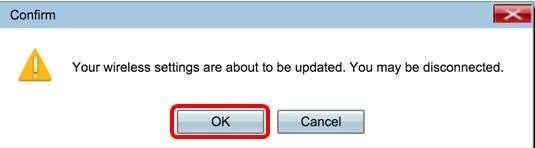 Confirm
Your wireless settings are about to be updated. You may be disconnected.
OK
Cancel